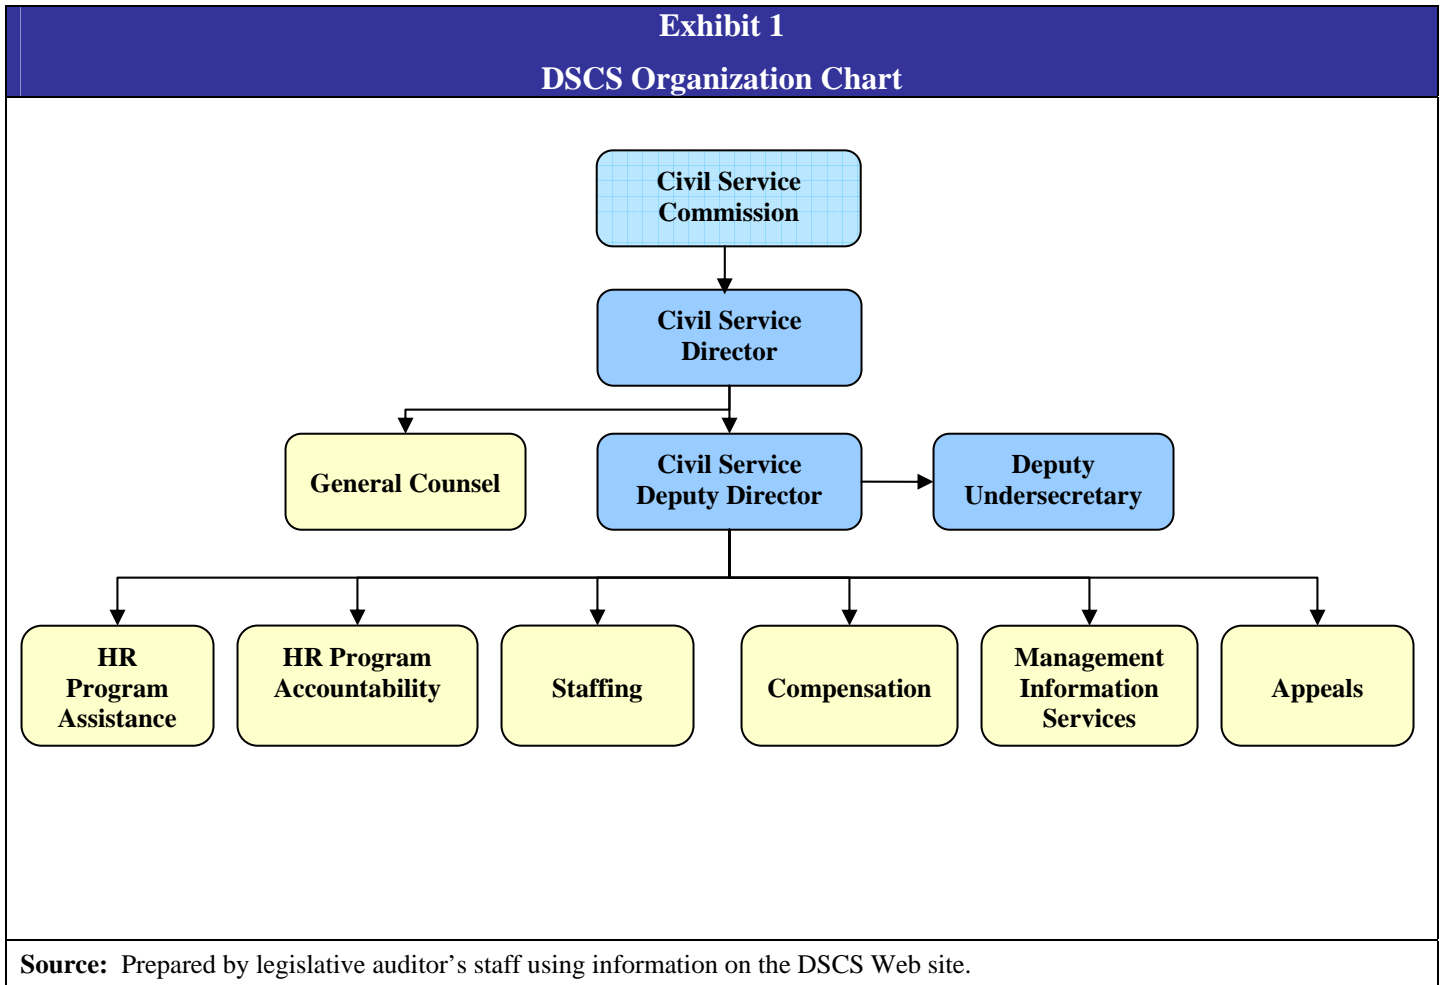 Exhibit 1
DSCS Organization Chart
Civil Service
Commission
Civil Service
Director
General Counsel
Civil Service
Deputy Director
Deputy
Undersecretary
HR
Program
Assistance
HR Program
Accountability
Staffing
Compensation
Management
Information
Services
Appeals
Source: Prepared by legislative auditor's staff using information on the DSCS Web site.